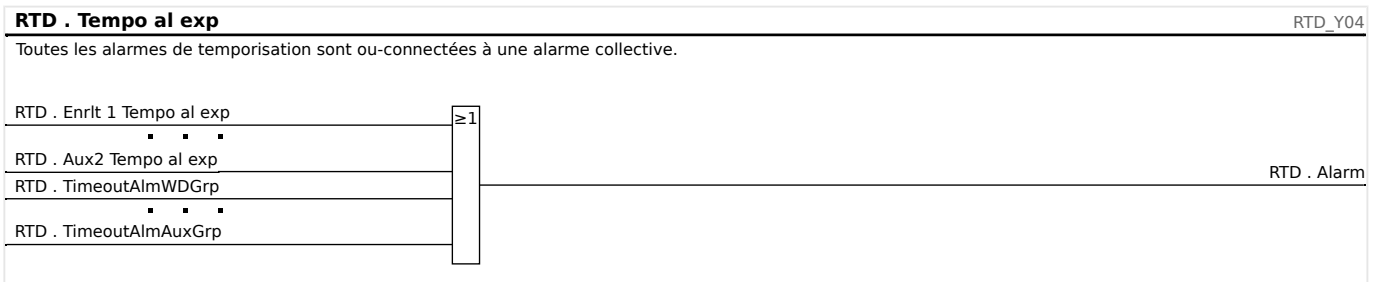 RTD . Tempo al exp
RTD_Y04
Toutes les alarmes de temporisation sont ou-connectées à une alarme collective.
RTD . Enrlt 1 Tempo al exp
≥1
RTD . Aux2 Tempo al exp
RTD . Alarm
RTD . TimeoutAlmWDGrp
RTD . TimeoutAlmAuxGrp